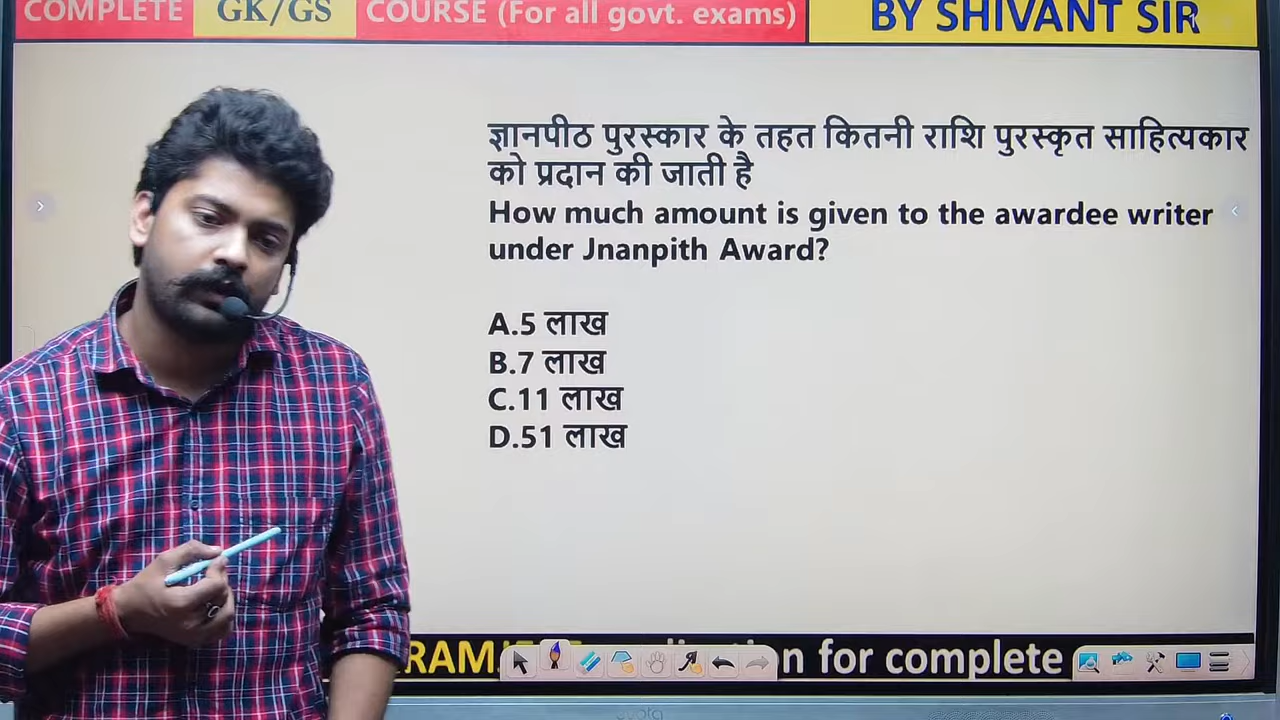 COMPLETE GK/GS COURSE (For all govt. exams) BY SHIVANT SIR
ज्ञानपीठ पुरस्कार के तहत कितनी राशि पुरस्कृत साहित्यकार
को प्रदान की जाती है
How much amount is given to the awardee writer
under Jnanpith Award?
A.5 लाख
B.7 लाख
C.11 लाख
D.51 लाख
for complete